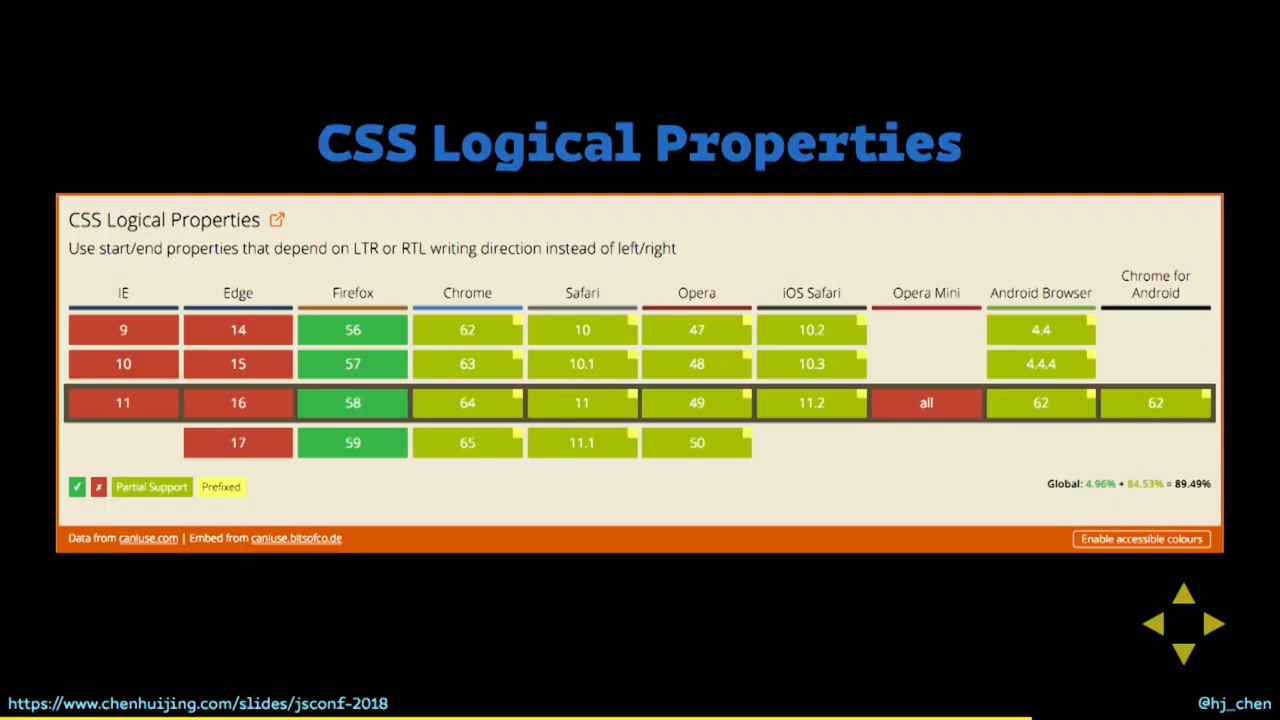 CSS Logical Properties
CSS Logical Properties
Use start/end properties that depend on LTR or RTL writing direction instead of left/right
IE Edge Firefox Chrome Safari Opera iOS Safari Opera Mini Android Browser Chrome for Android
9 14 56 62 10 47 10.2 4.4
10 15 57 63 10.1 48 10.3 4.4.4
11 16 58 64 11 49 11.2 all 62 62
17 59 65 11.1 50
✓ ✗ Partial Support Prefixed Global: 4.96% + 84.53% = 89.49%
Data from caniuse.com | Embed from caniuse.bitsofco.de Enable accessible colours
https://www.chenhuijing.com/slides/jsconf-2018 @hj_chen